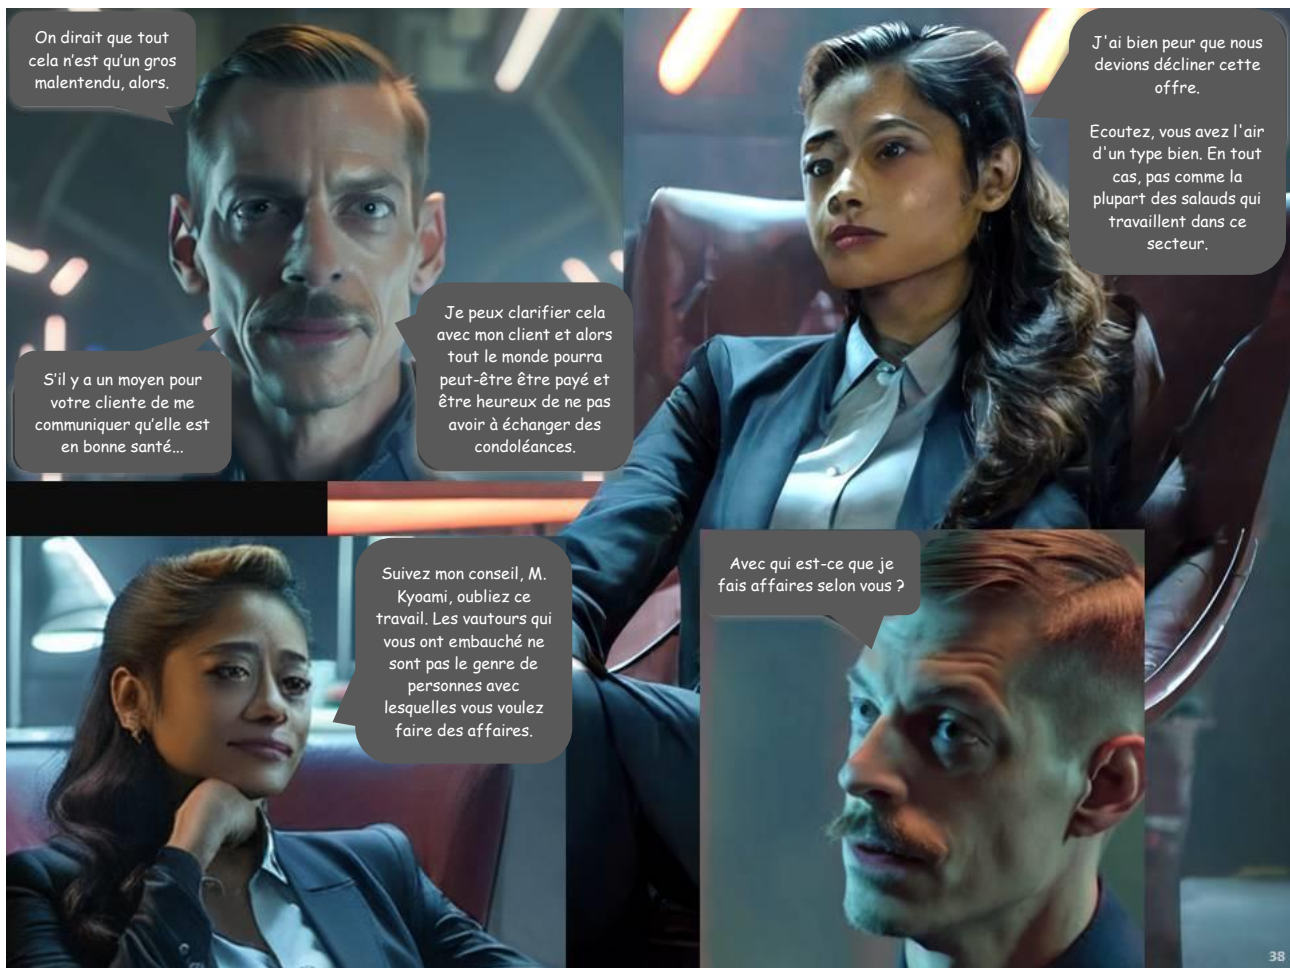 On dirait que tout
cela n'est qu'un gros
malentendu, alors.
S'il y a un moyen pour
votre cliente de me
communiquer qu'elle est
en bonne santé...
Je peux clarifier cela
avec mon client et alors
tout le monde pourra
peut-être être payé et
être heureux de ne pas
avoir à échanger des
condoléances.
J'ai bien peur que nous
devions décliner cette
offre.
Ecoutez, vous avez l'air
d'un type bien. En tout
cas, pas comme la
plupart des salauds qui
travaillent dans ce
secteur.
Suivez mon conseil, M.
Kyoami, oubliez ce
travail. Les vautours qui
vous ont embauché ne
sont pas le genre de
personnes avec
lesquelles vous voulez
faire des affaires.
Avec qui est-ce que je
fais affaires selon vous ?
38